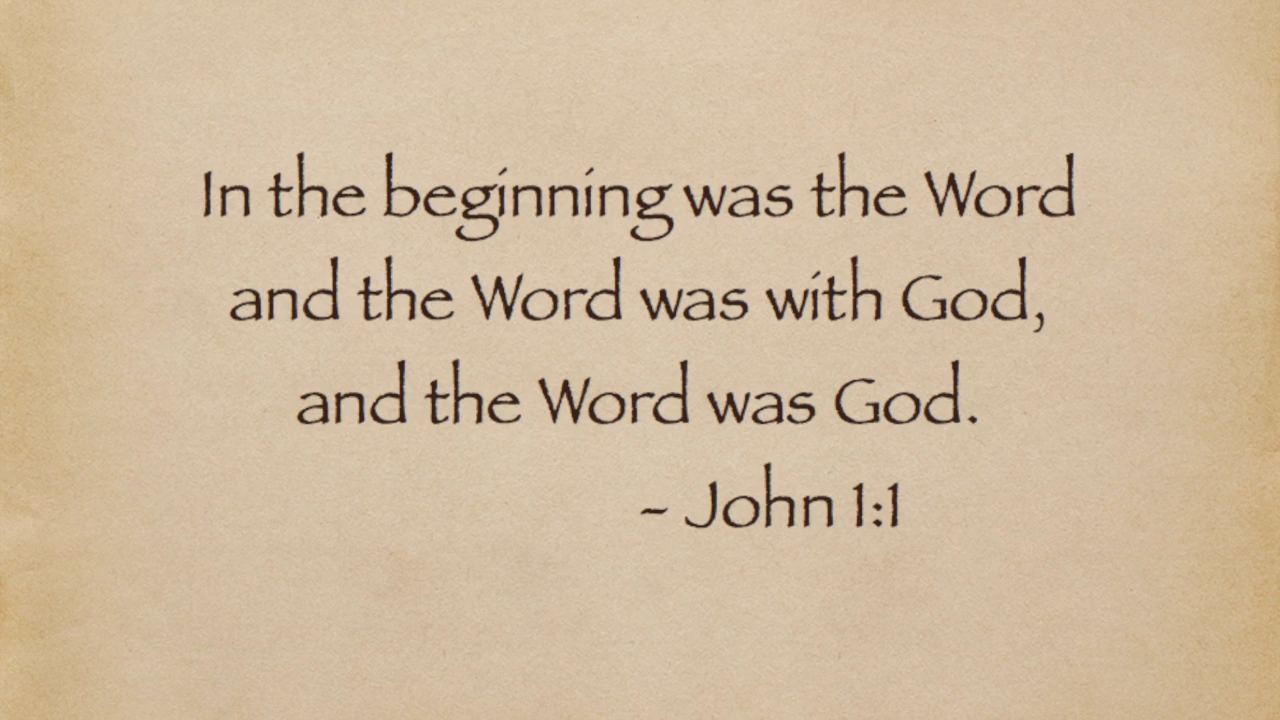 In the beginning was the Word
and the Word was with God,
and the Word was God.
- John 1:1